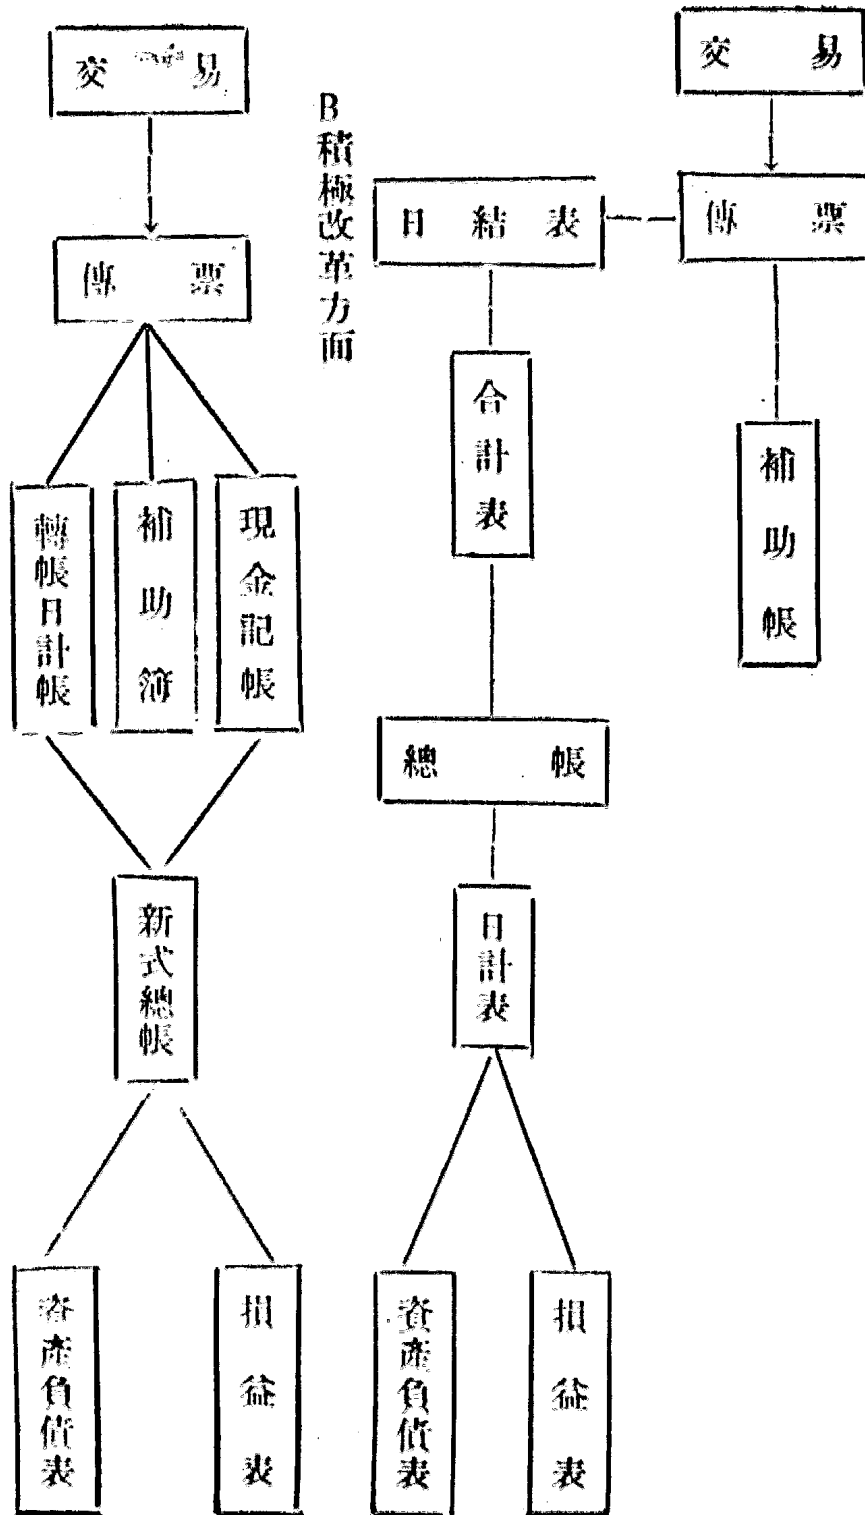 交易
傳票
補助帳
日結表
合計表
總帳
日計表
損益表
資產負債表
B積極改革方面
交易
傳票
現金記帳
補助簿
轉帳日計帳
新式總帳
損益表
資產負債表